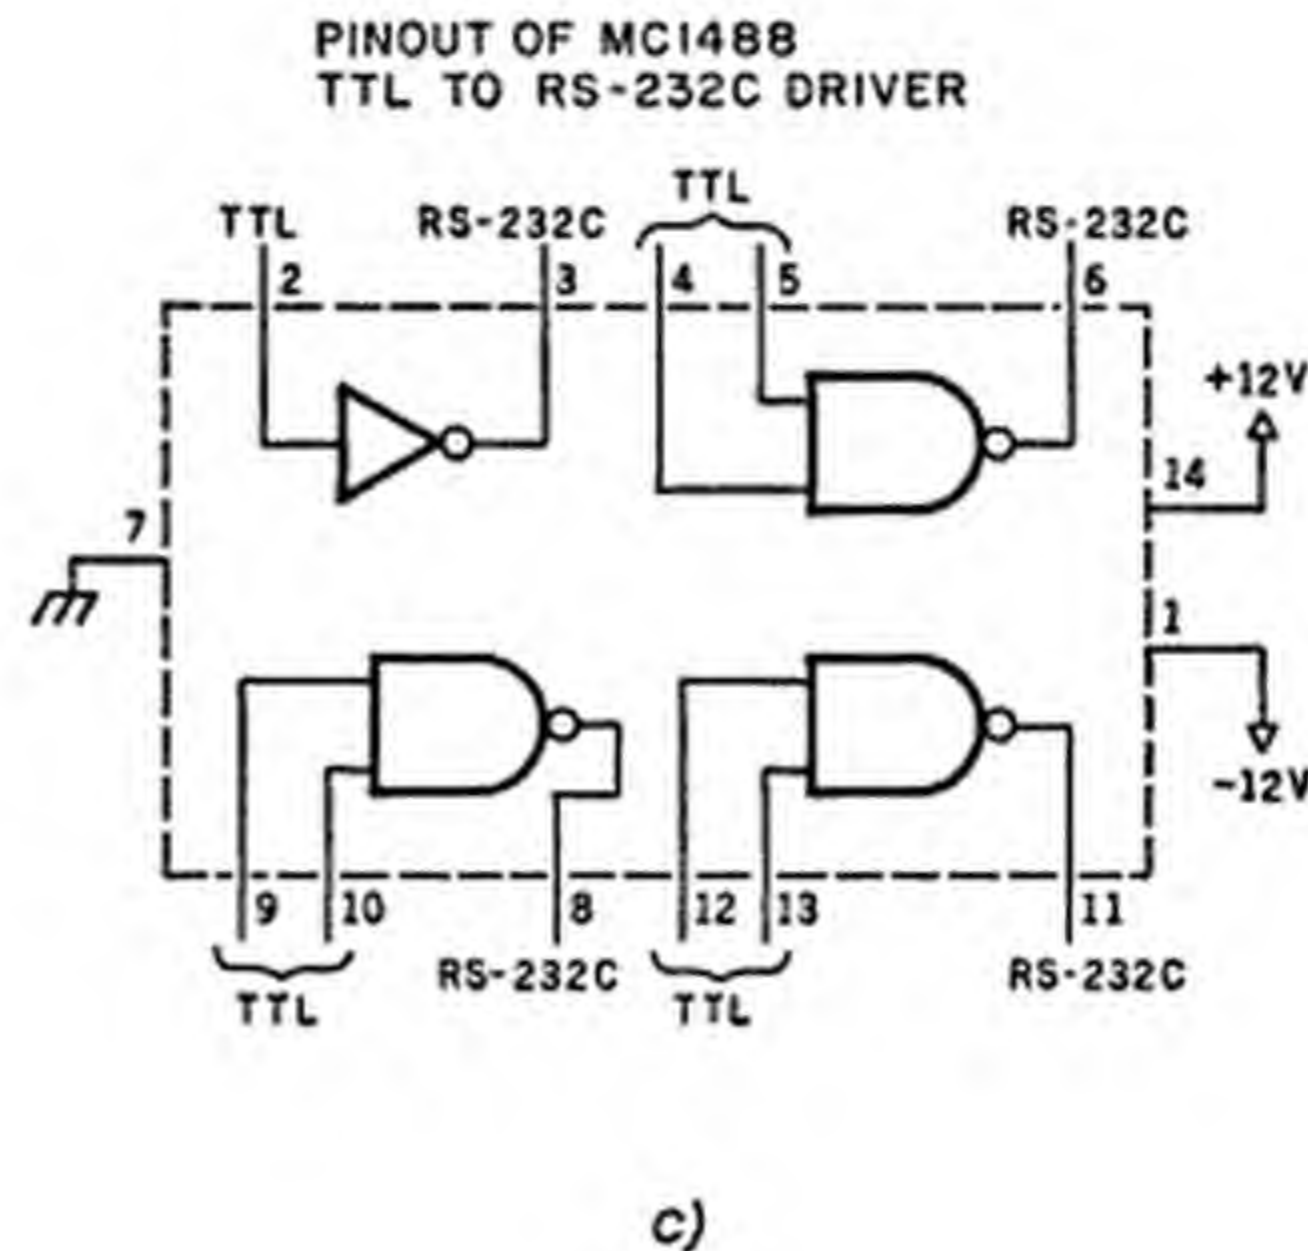 PINOUT OF MC1488
TTL TO RS-232C DRIVER
TTL
TTL RS-232C RS-232C
2 3 4 5 6
+12V
14
7
1
-12V
9 10 8 12 13 11
RS-232C RS-232C
TTL TTL
c)